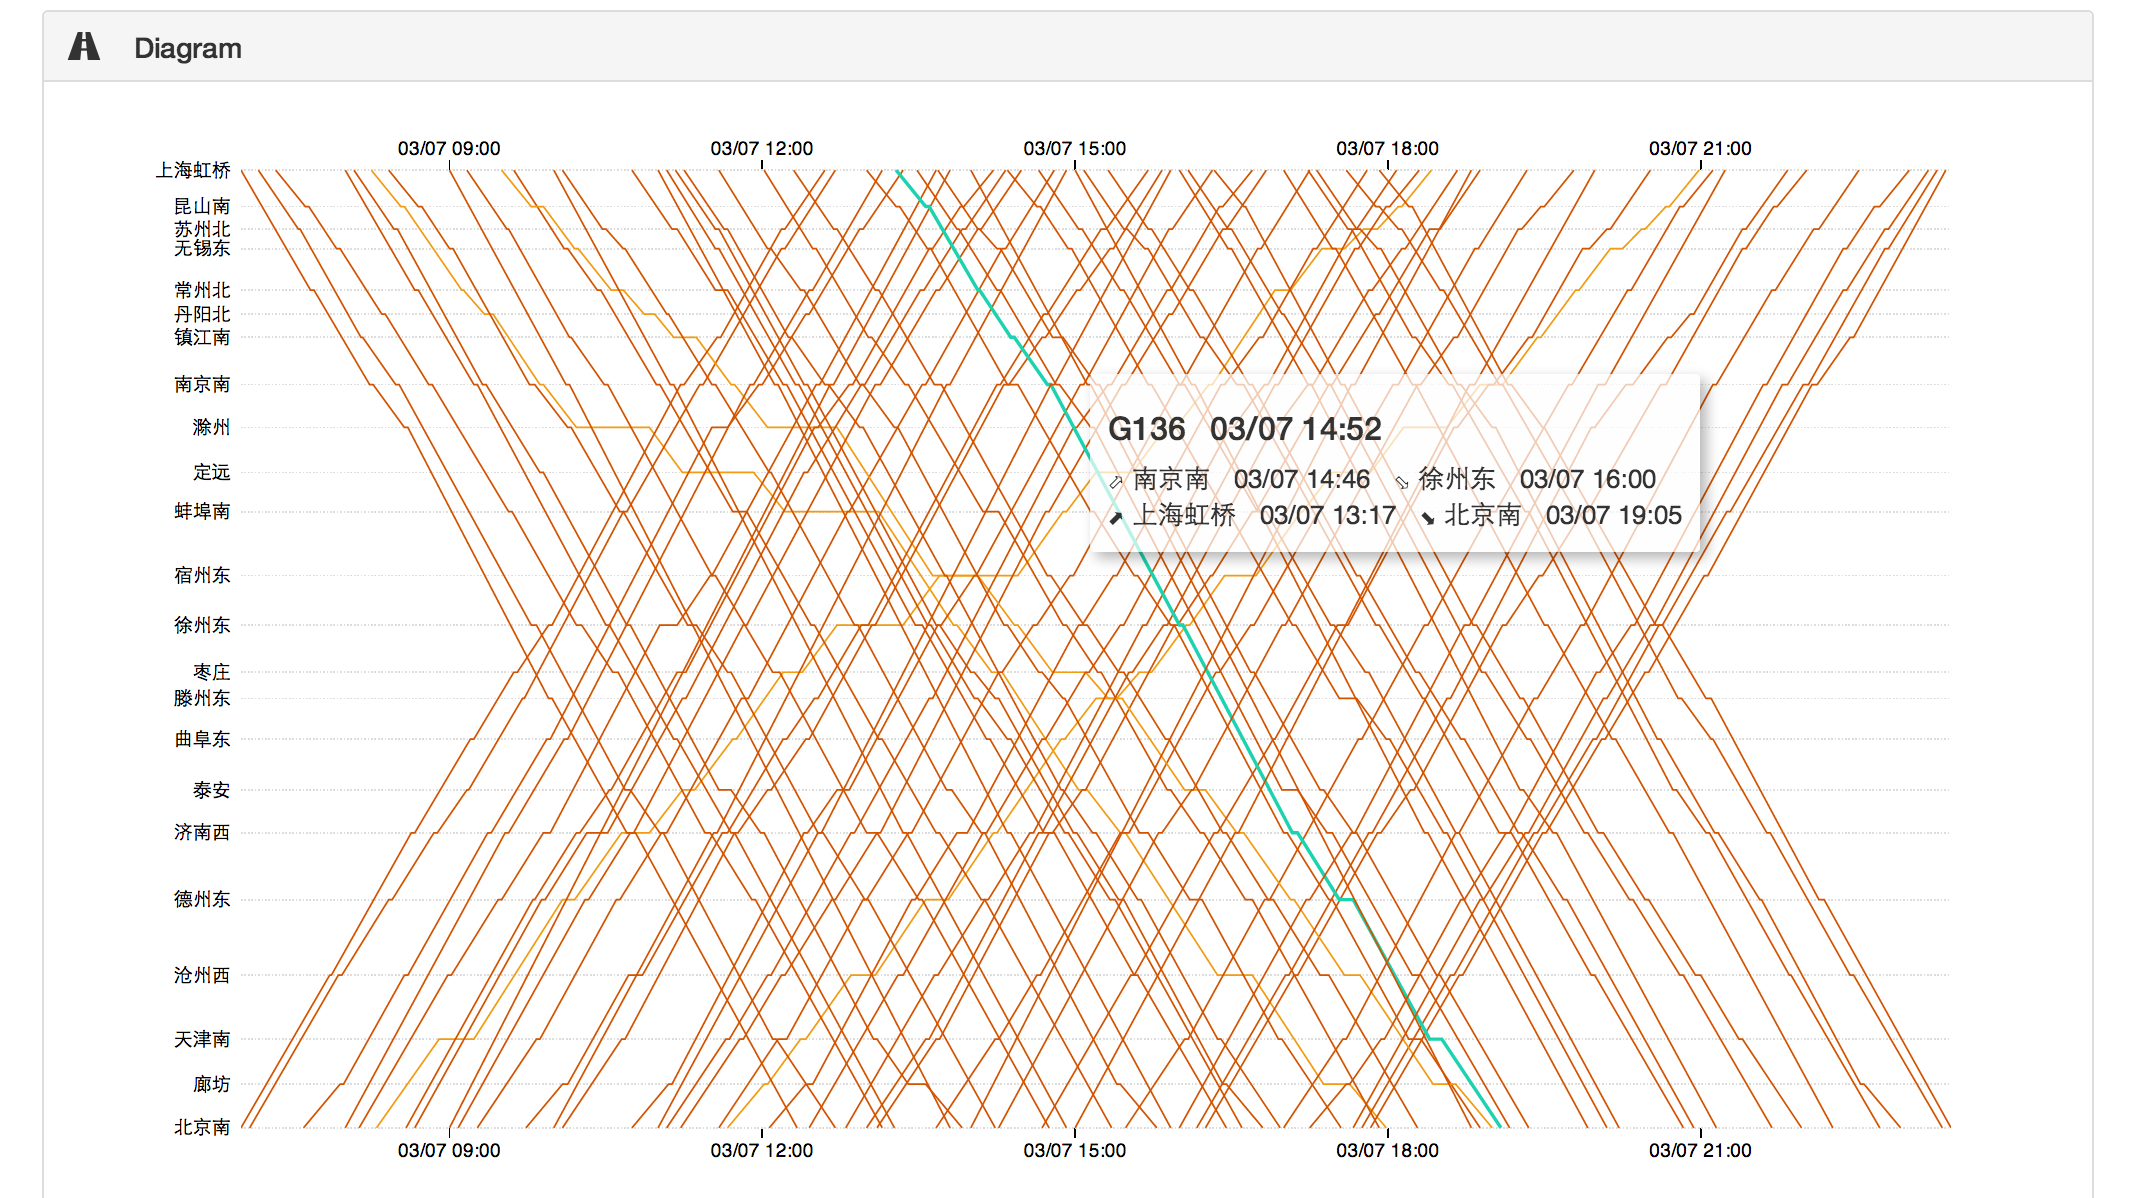 Diagram
03/07 09:00 03/07 12:00 03/07 15:00 03/07 18:00 03/07 21:00
上海虹桥
昆山南
苏州北
无锡东
常州北
丹阳北
镇江南
南京南
滁州
定远
蚌埠南
宿州东
徐州东
枣庄
滕州东
曲阜东
泰安
济南西
德州东
沧州西
天津南
廊坊
北京南
G136 03/07 14:52
南京南 03/07 14:46 徐州东 03/07 16:00
上海虹桥 03/07 13:17 北京南 03/07 19:05
03/07 09:00 03/07 12:00 03/07 15:00 03/07 18:00 03/07 21:00